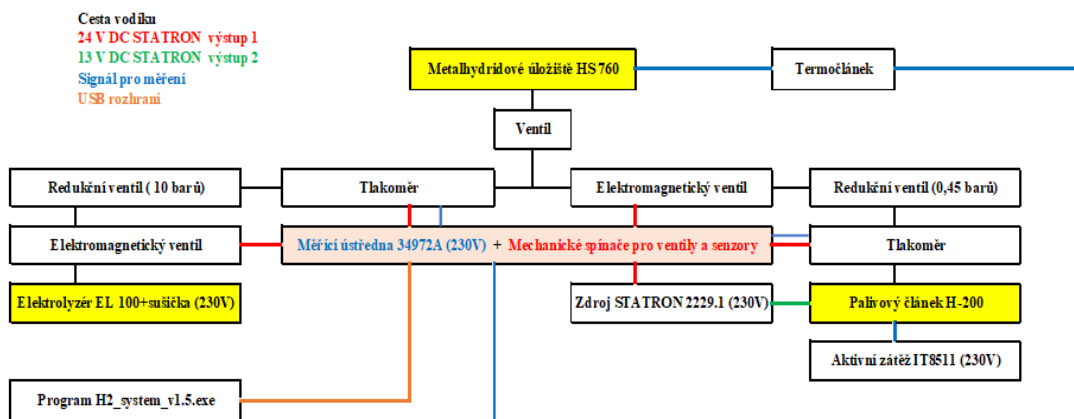 Cesta vodíku
24 V DC STATRON výstup 1
13 V DC STATRON výstup 2
Signál pro měření
USB rozhraní
Metalhydridové úložiště HS760
Termočlánek
Ventil
Redukční ventil ( 10 barů)
Tlakoměr
Elektromagnetický ventil
Redukční ventil (0,45 barů)
Elektromagnetický ventil
Měřící ústředna 34972A (230V) + Mechanické spínače pro ventily a senzory
Tlakoměr
Elektrolyzér EL 100+sušička (230V)
Zdroj STATRON 2229.1 (230V)
Palivový článek H-200
Aktivní zátěž IT8511 (230V)
Program H2_system_v1.5.exe